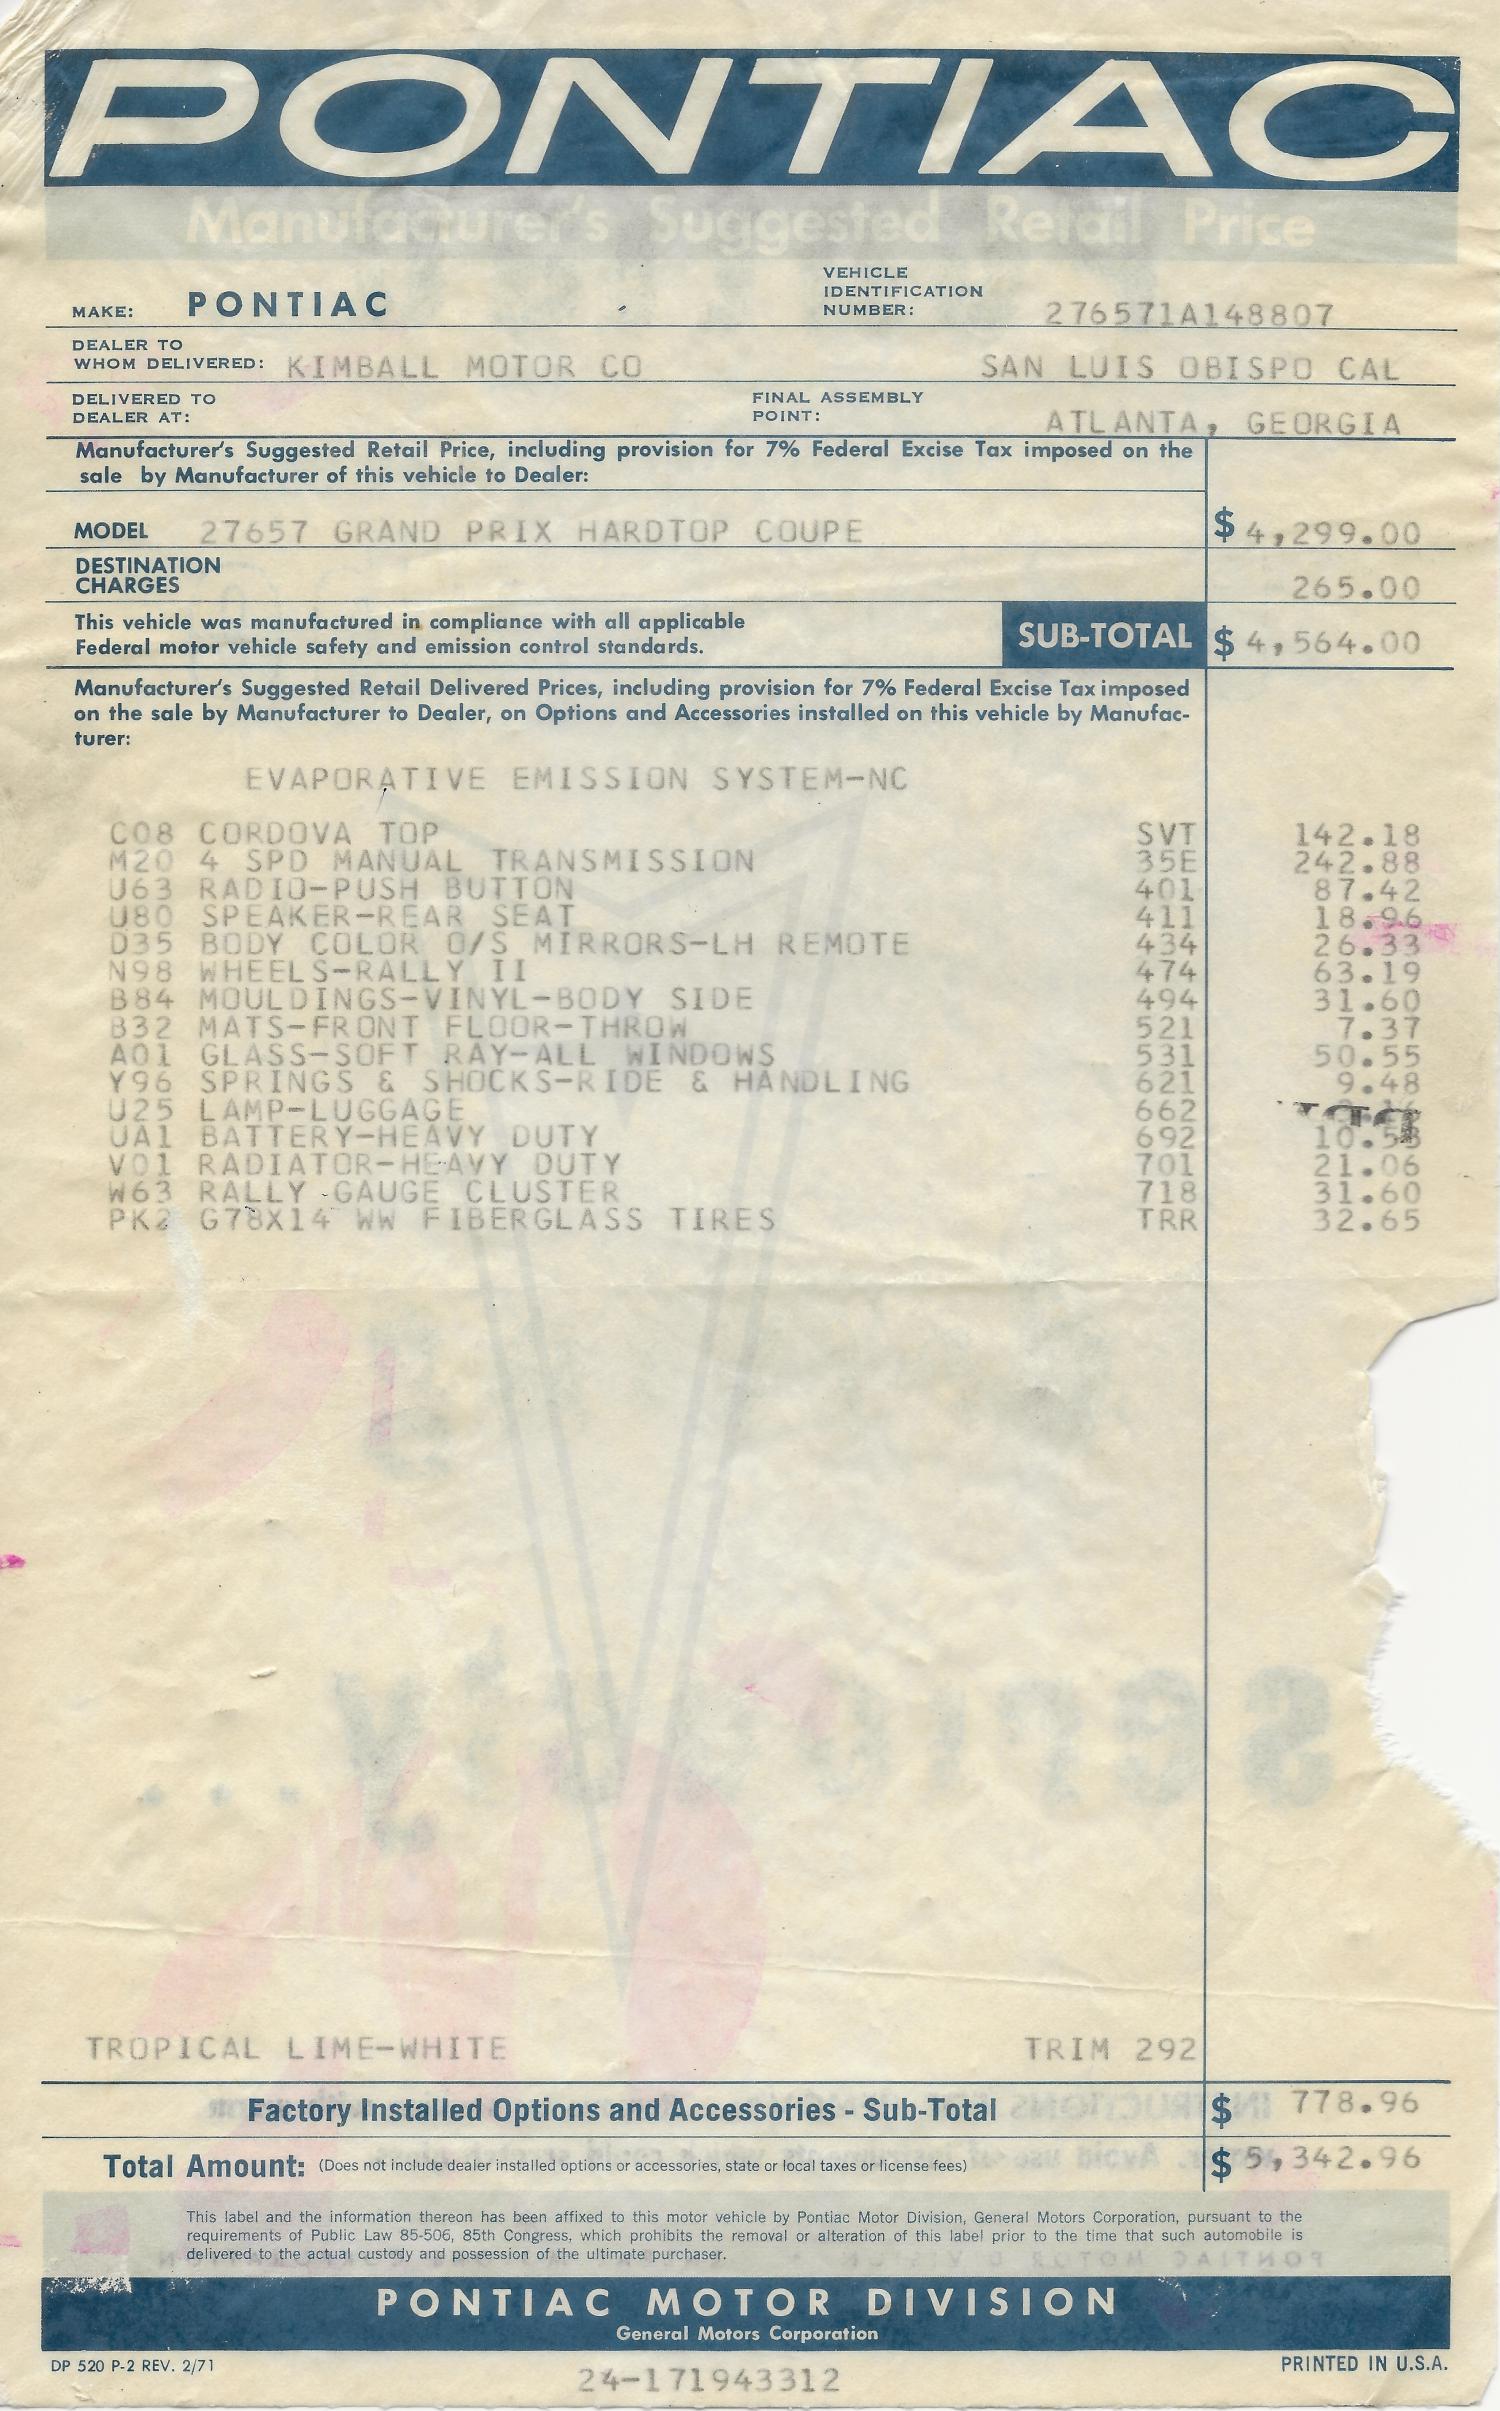 PONTIAC
Manufacturer's Suggested Retail Price
MAKE: PONTIAC
VEHICLE
IDENTIFICATION
NUMBER: 276571A148807
DEALER TO
WHOM DELIVERED: KIMBALL MOTOR CO SAN LUIS OBISPO CAL
DELIVERED TO
DEALER AT:
FINAL ASSEMBLY
POINT: ATLANTA, GEORGIA
Manufacturer's Suggested Retail Price, including provision for 7% Federal Excise Tax imposed on the
sale by Manufacturer of this vehicle to Dealer:
MODEL 27657 GRAND PRIX HARDTOP COUPE $ 4,299.00
DESTINATION
CHARGES 265.00
This vehicle was manufactured in compliance with all applicable
Federal motor vehicle safety and emission control standards.
SUB-TOTAL $ 4,564.00
Manufacturer's Suggested Retail Delivered Prices, including provision for 7% Federal Excise Tax imposed
on the sale by Manufacturer to Dealer, on Options and Accessories installed on this vehicle by Manufac-
turer:
EVAPORATIVE EMISSION SYSTEM-NC
C08 CORDOVA TOP SVT 142.18
M20 4 SPD MANUAL TRANSMISSION 35E 242.88
U63 RADIO-PUSH BUTTON 401 87.42
U80 SPEAKER-REAR SEAT 411 18.96
D35 BODY COLOR O/S MIRRORS-LH REMOTE 434 26.33
N98 WHEELS-RALLY II 474 63.19
B84 MOULDINGS-VINYL-BODY SIDE 494 31.60
B32 MATS-FRONT FLOOR-THROW 521 7.37
A01 GLASS-SOFT RAY-ALL WINDOWS 531 50.55
Y96 SPRINGS & SHOCKS-RIDE & HANDLING 621 9.48
U25 LAMP-LUGGAGE 662
UA1 BATTERY-HEAVY DUTY 692 10.53
V01 RADIATOR-HEAVY DUTY 701 21.06
W63 RALLY GAUGE CLUSTER 718 31.60
PK2 G78X14 WW FIBERGLASS TIRES TRR 32.65
TROPICAL LIME-WHITE TRIM 292
Factory Installed Options and Accessories - Sub-Total $ 778.96
Total Amount: (Does not include dealer installed options or accessories, state or local taxes or license fees) $ 5,342.96
This label and the information thereon has been affixed to this motor vehicle by Pontiac Motor Division, General Motors Corporation, pursuant to the
requirements of Public Law 85-506, 85th Congress, which prohibits the removal or alteration of this label prior to the time that such automobile is
delivered to the actual custody and possession of the ultimate purchaser.
PONTIAC MOTOR DIVISION
General Motors Corporation
DP 520 P-2 REV. 2/71
24-171943312
PRINTED IN U.S.A.